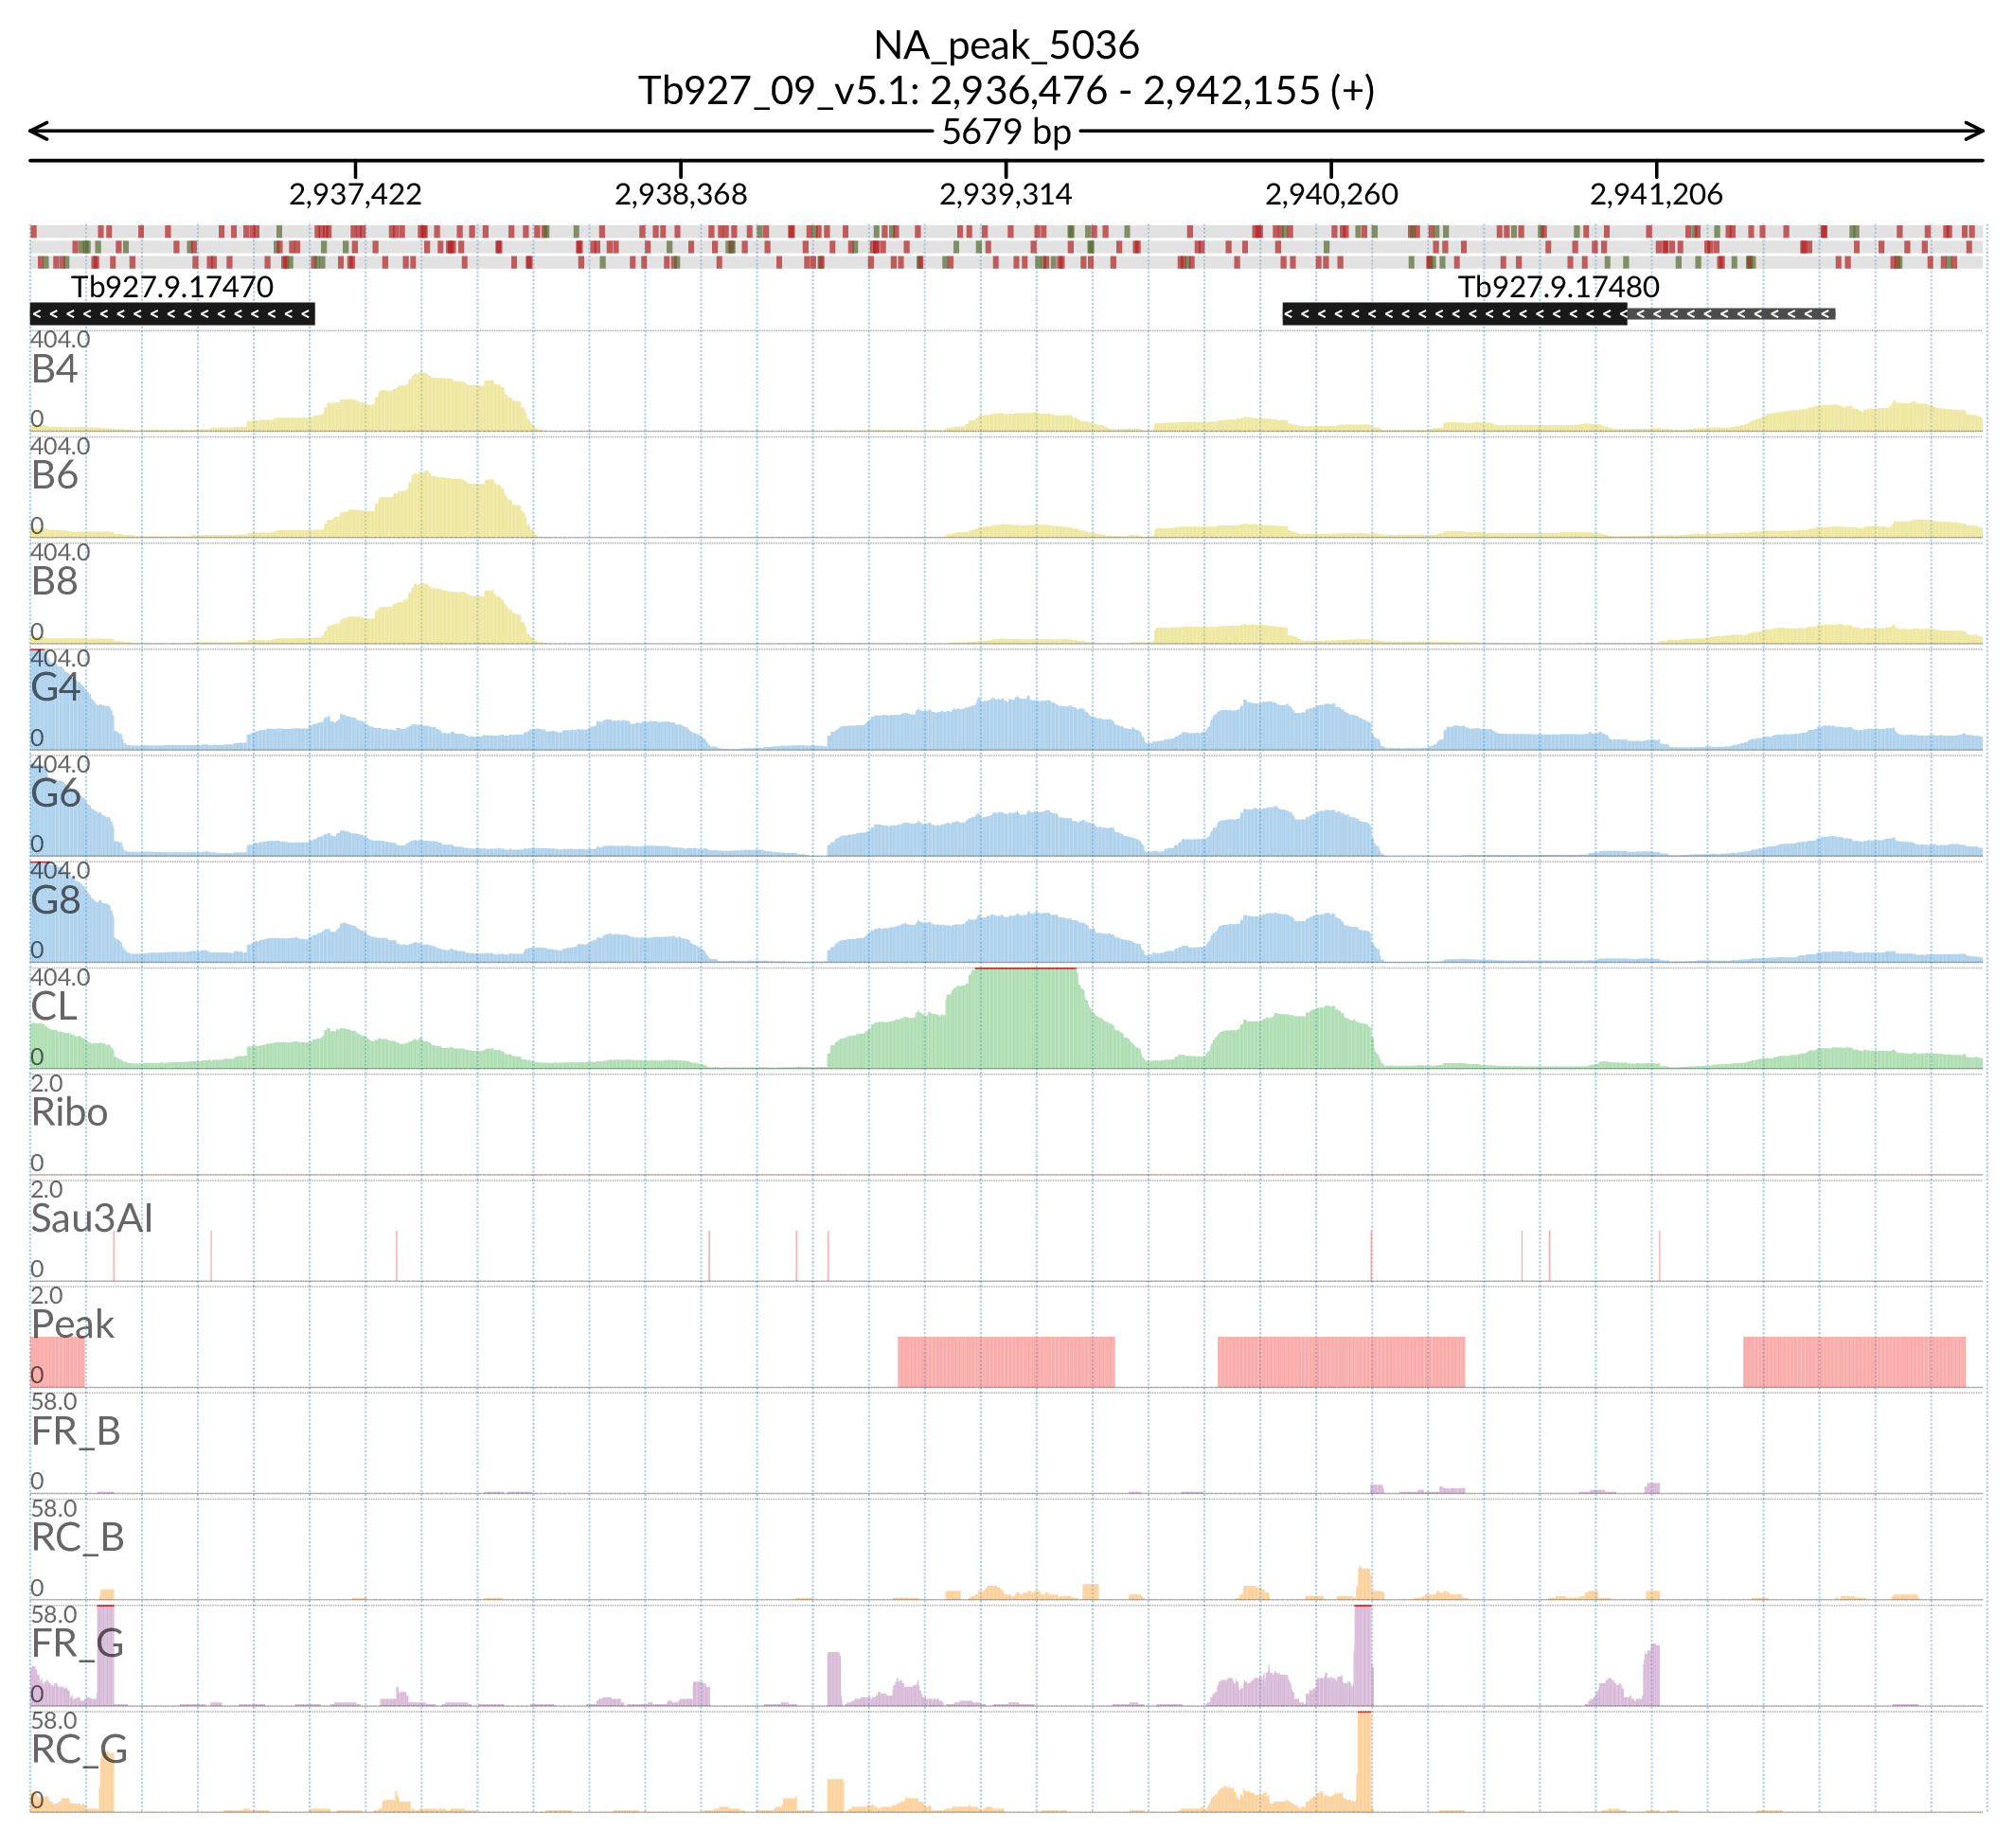 NA_peak_5036
Tb927_09_v5.1: 2,936,476 - 2,942,155 (+)
5679 bp
2,937,422 2,938,368 2,939,314 2,940,260 2,941,206
Tb927.9.17470 Tb927.9.17480
404.0
B4
0
404.0
B6
0
404.0
B8
0
404.0
G4
0
404.0
G6
0
404.0
G8
0
404.0
CL
0
2.0
Ribo
0
2.0
Sau3AI
0
2.0
Peak
0
58.0
FR_B
0
58.0
RC_B
0
58.0
FR_G
0
58.0
RC_G
0